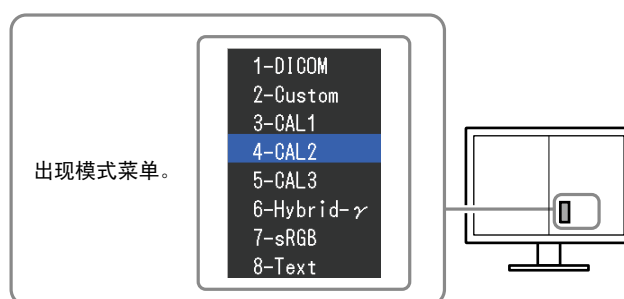 出现模式菜单。
1-DICOM
2-Custom
3-CAL1
4-CAL2
5-CAL3
6-Hybrid-γ
7-sRGB
8-Text